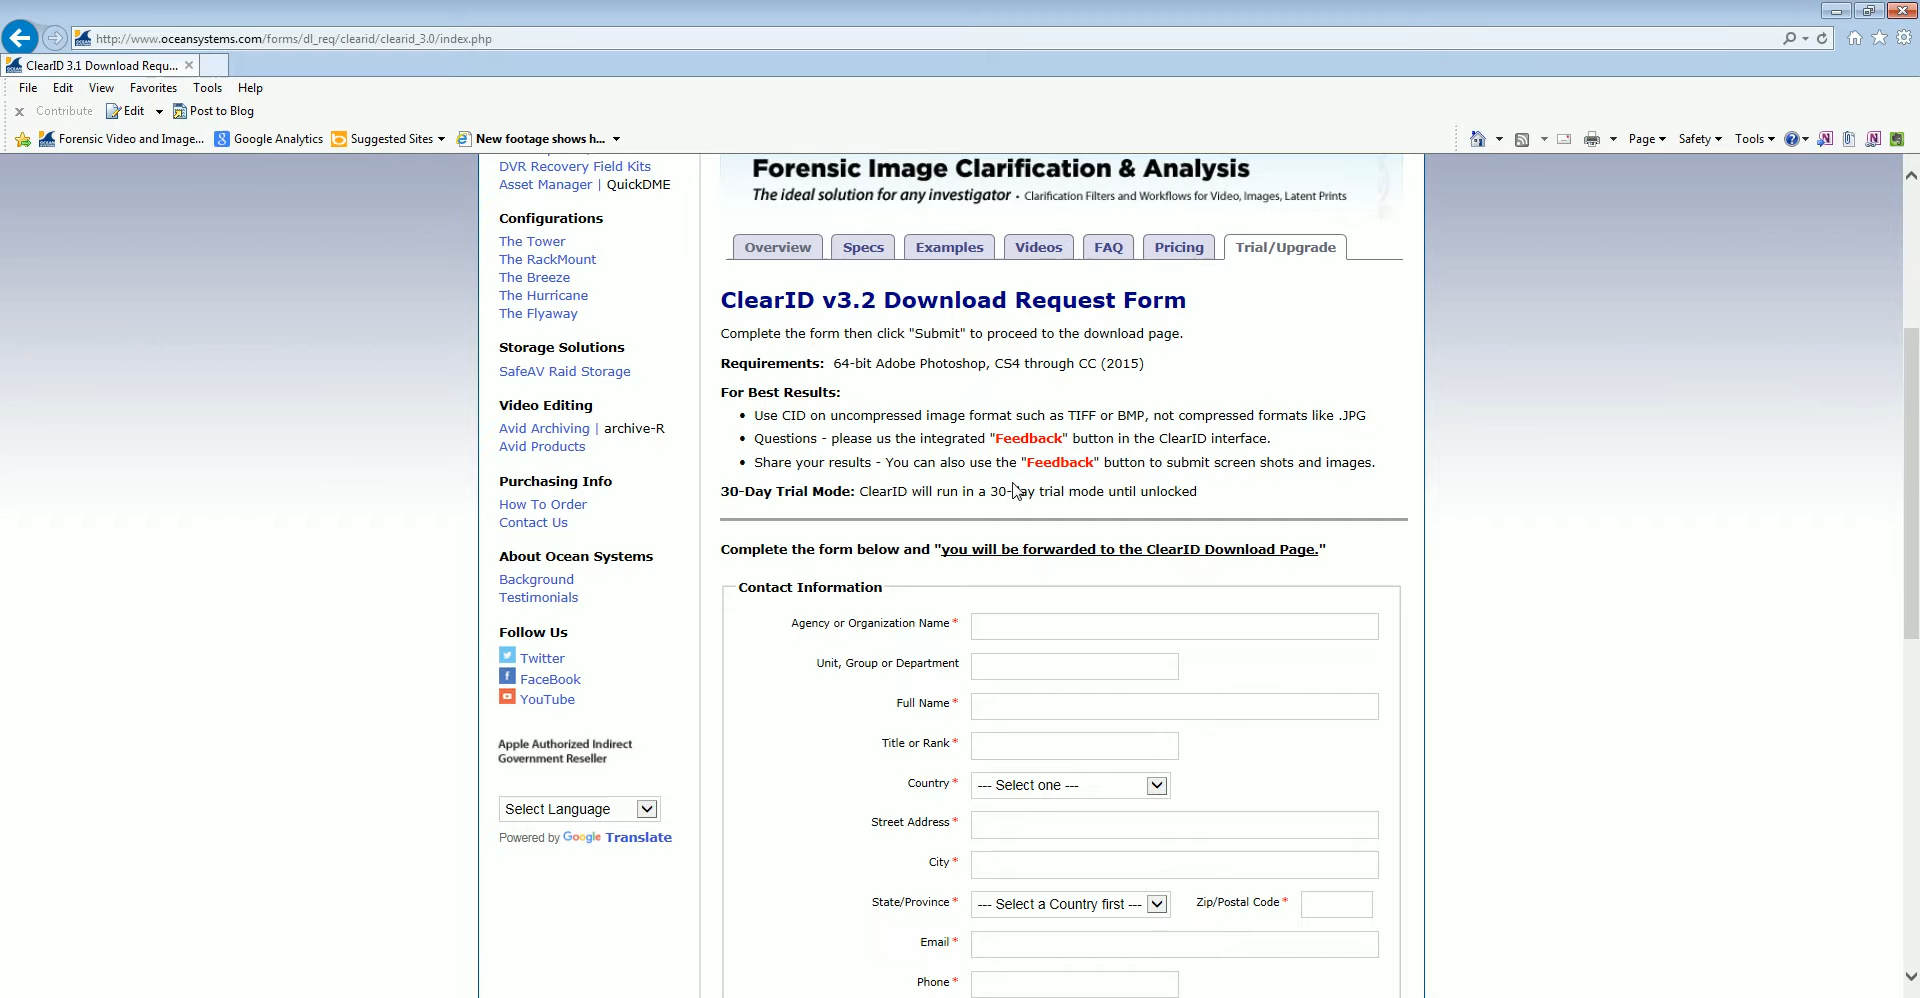 http://www.oceansystems.com/forms/dl_req/clearid/clearid_3.0/index.php
ClearID 3.1 Download Requ...
File Edit View Favorites Tools Help
x Contribute Edit Post to Blog
Forensic Video and Image... Google Analytics Suggested Sites New footage shows h... Page Safety Tools
DVR Recovery Field Kits
Asset Manager | QuickDME
Configurations
The Tower
The RackMount
The Breeze
The Hurricane
The Flyaway
Storage Solutions
SafeAV Raid Storage
Video Editing
Avid Archiving | archive-R
Avid Products
Purchasing Info
How To Order
Contact Us
About Ocean Systems
Background
Testimonials
Follow Us
Twitter
FaceBook
YouTube
Apple Authorized Indirect
Government Reseller
Select Language
Powered by Google Translate
Forensic Image Clarification & Analysis
The ideal solution for any investigator • Clarification Filters and Workflows for Video, Images, Latent Prints
Overview Specs Examples Videos FAQ Pricing Trial/Upgrade
ClearID v3.2 Download Request Form
Complete the form then click "Submit" to proceed to the download page.
Requirements: 64-bit Adobe Photoshop, CS4 through CC (2015)
For Best Results:
• Use CID on uncompressed image format such as TIFF or BMP, not compressed formats like .JPG
• Questions - please us the integrated "Feedback" button in the ClearID interface.
• Share your results - You can also use the "Feedback" button to submit screen shots and images.
30-Day Trial Mode: ClearID will run in a 30-day trial mode until unlocked
Complete the form below and "you will be forwarded to the ClearID Download Page."
Contact Information
Agency or Organization Name *
Unit, Group or Department
Full Name *
Title or Rank *
Country * --- Select one ---
Street Address *
City *
State/Province * --- Select a Country first --- Zip/Postal Code *
Email *
Phone *